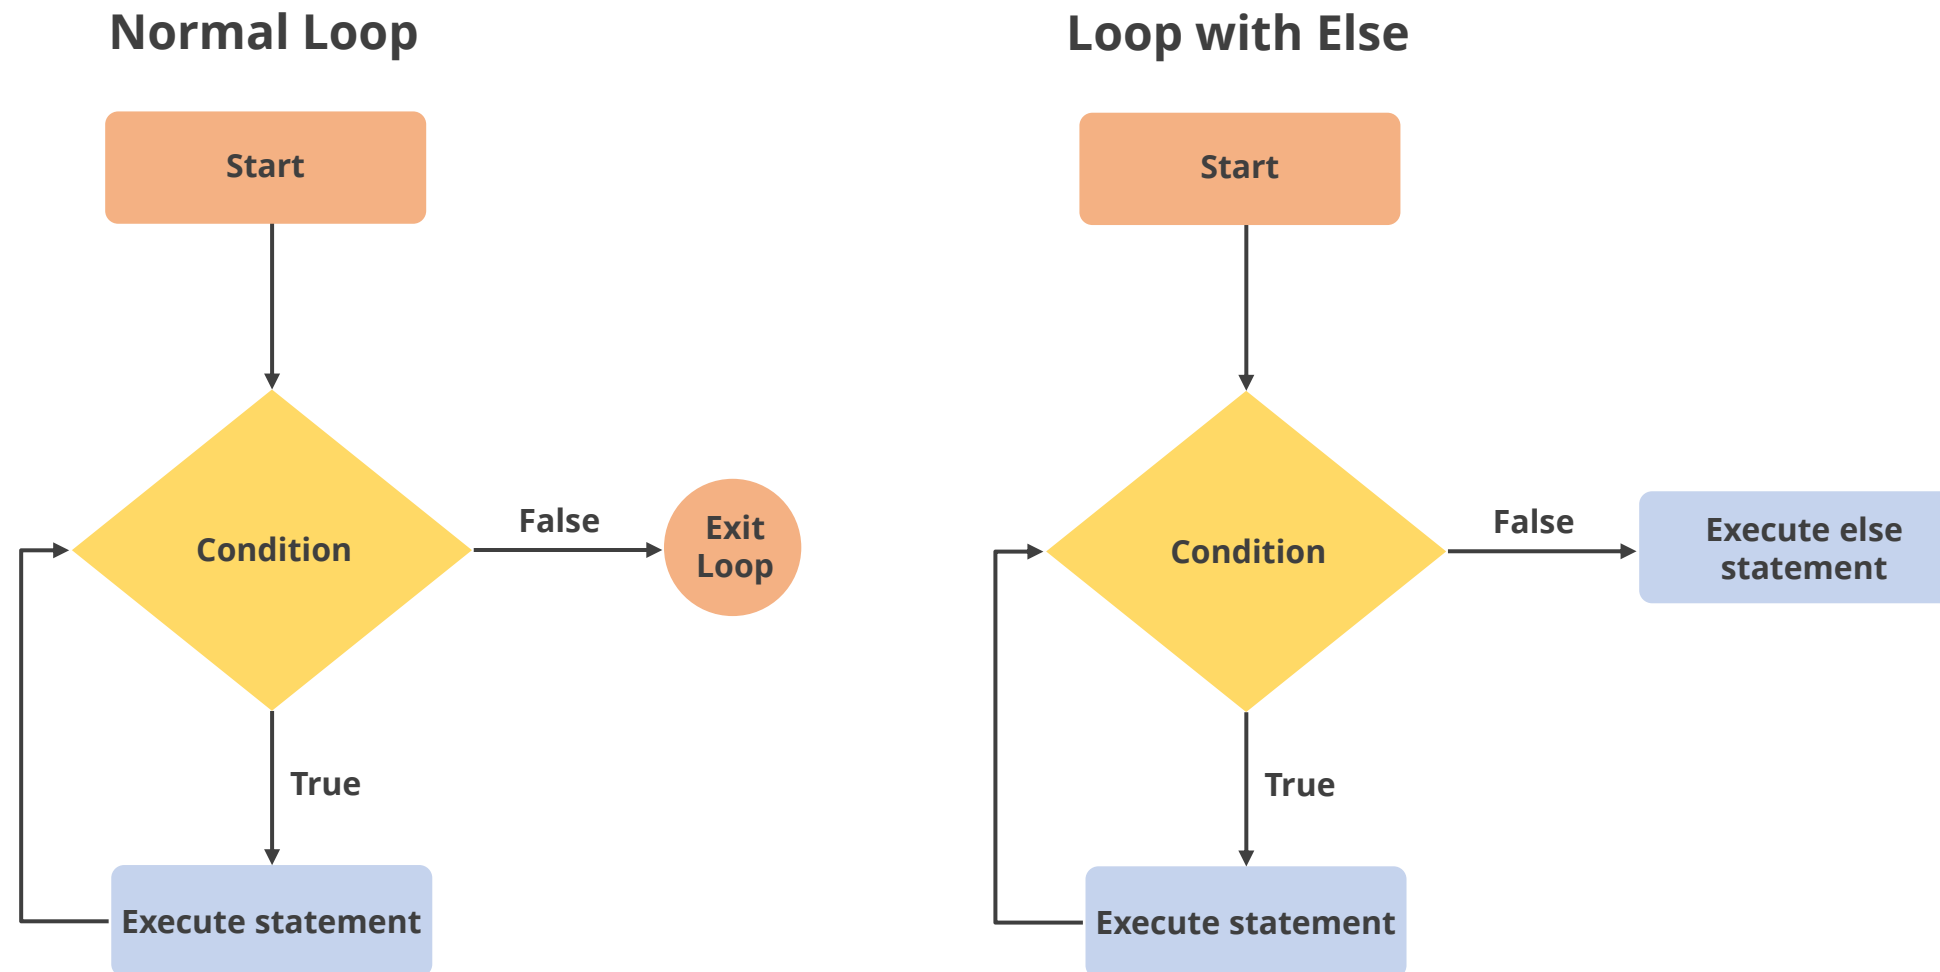 Normal Loop
Start
Condition
False
Exit
Loop
True
Execute statement
Loop with Else
Start
Condition
False
Execute else
statement
True
Execute statement